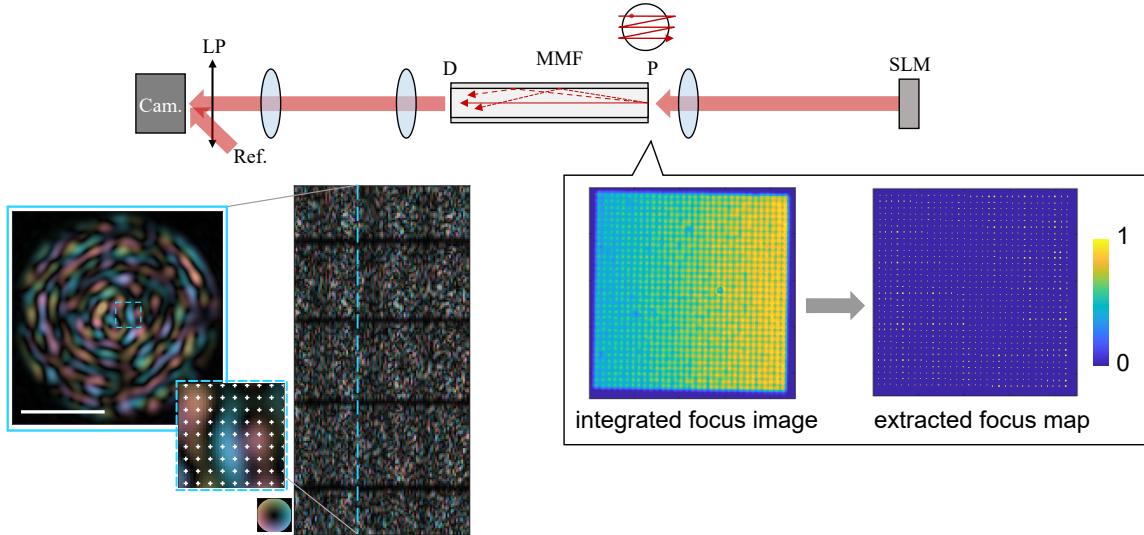 LP
D
MMF
P
SLM
Cam.
Ref.
1
0
integrated focus image
extracted focus map